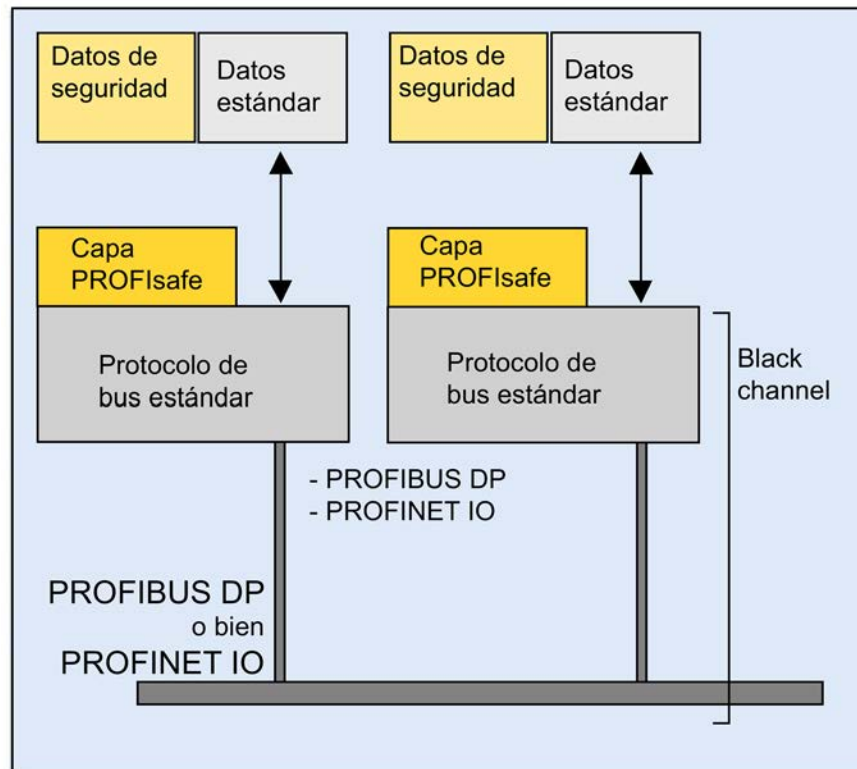 Datos de
seguridad
Datos
estándar
Datos de
seguridad
Datos
estándar
Capa
PROFIsafe
Capa
PROFIsafe
Protocolo de
bus estándar
Protocolo de
bus estándar
Black
channel
- PROFIBUS DP
- PROFINET IO
PROFIBUS DP
o bien
PROFINET IO